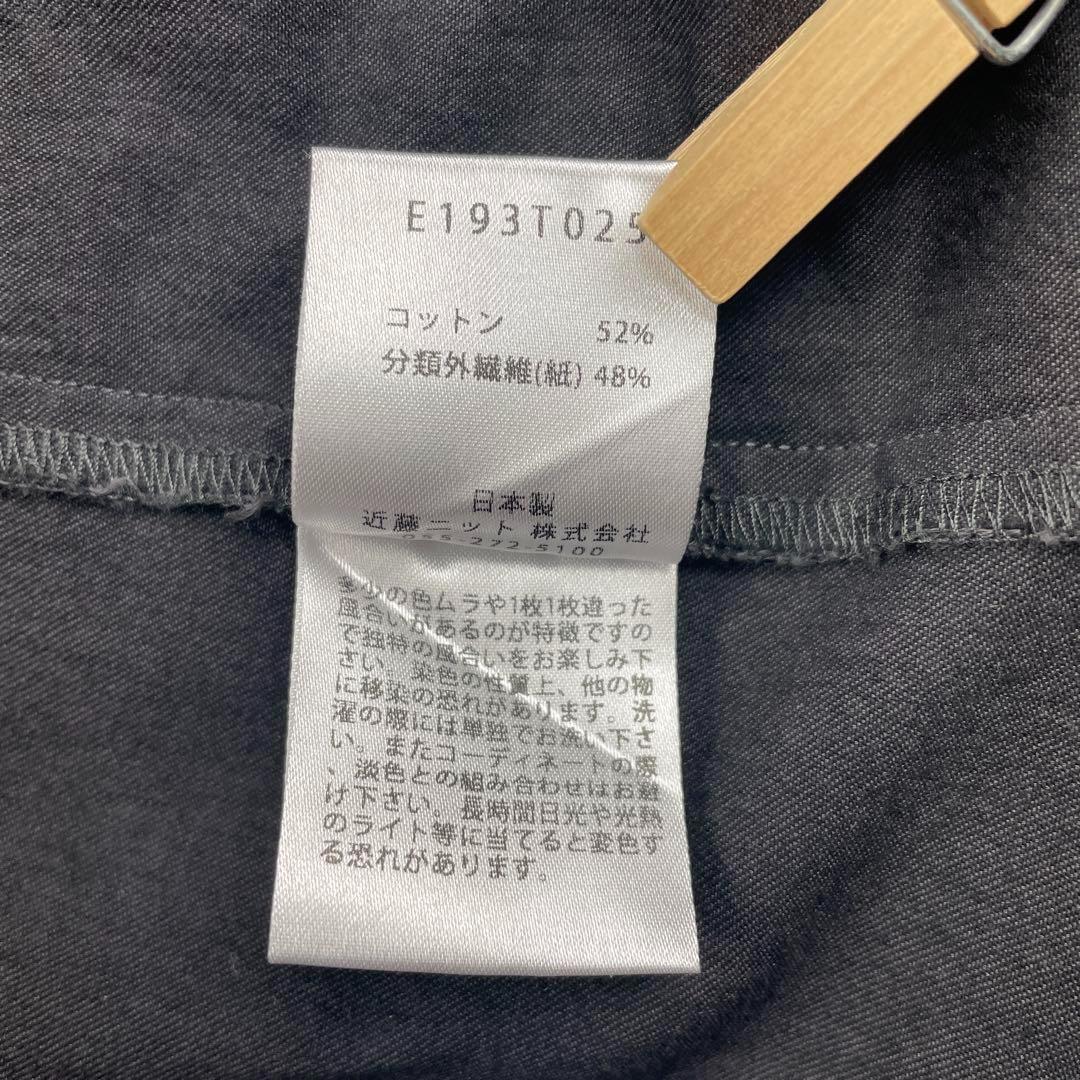 E193T025
コットン 52%
分類外繊維(紙) 48%
日本製
近藤ニット 株式会社
055-272-5100
多少の色ムラや1枚1枚違った
風合いがあるのが特徴ですの
で独特の風合いをお楽しみ下
さい。染色の性質上、他の物
に移染の恐れがあります。洗
濯の際には単独でお洗い下さ
い。またコーディネートの際
、淡色との組み合わせはお避
け下さい。長時間日光や光熱
のライト等に当てると変色す
る恐れがあります。